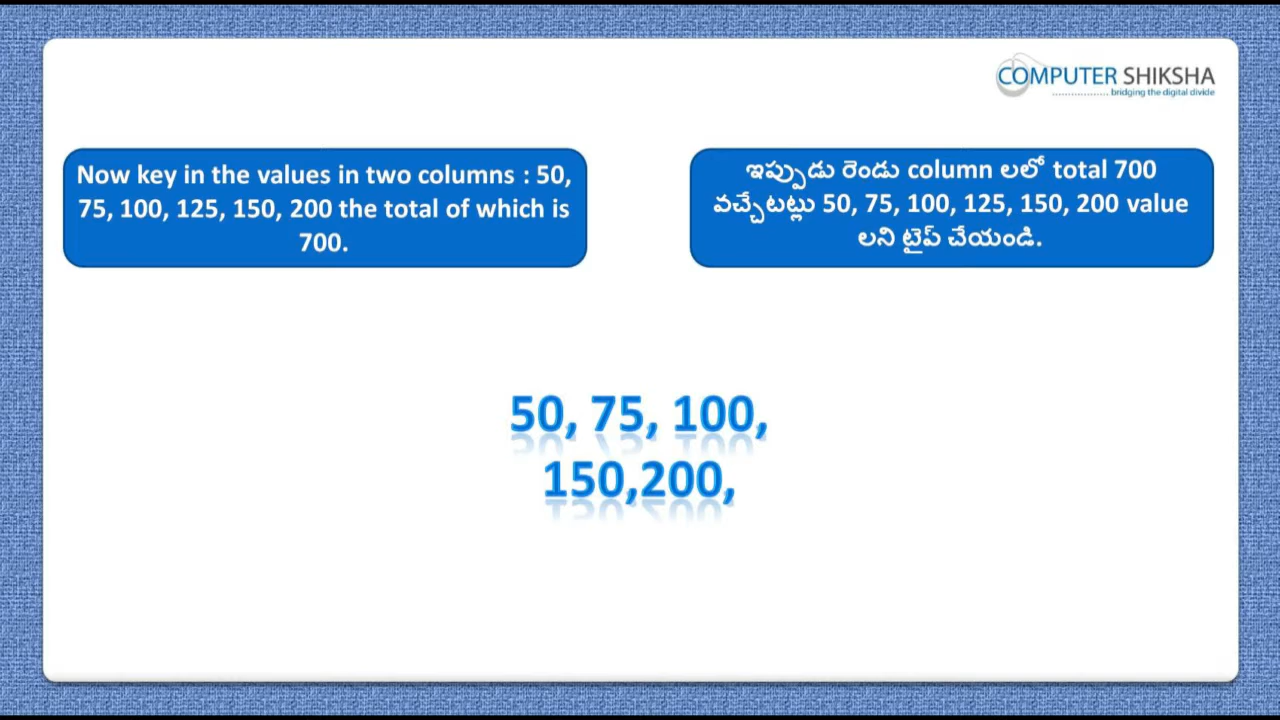 COMPUTER SHIKSHA
.................. bridging the digital divide
Now key in the values in two columns : 50,
75, 100, 125, 150, 200 the total of which is
700.
ఇప్పుడు రెండు column లలో total 700
వచ్చేటట్లు 50, 75, 100, 125, 150, 200 value
లని టైప్ చేయండి.
50, 75, 100,
150,200,